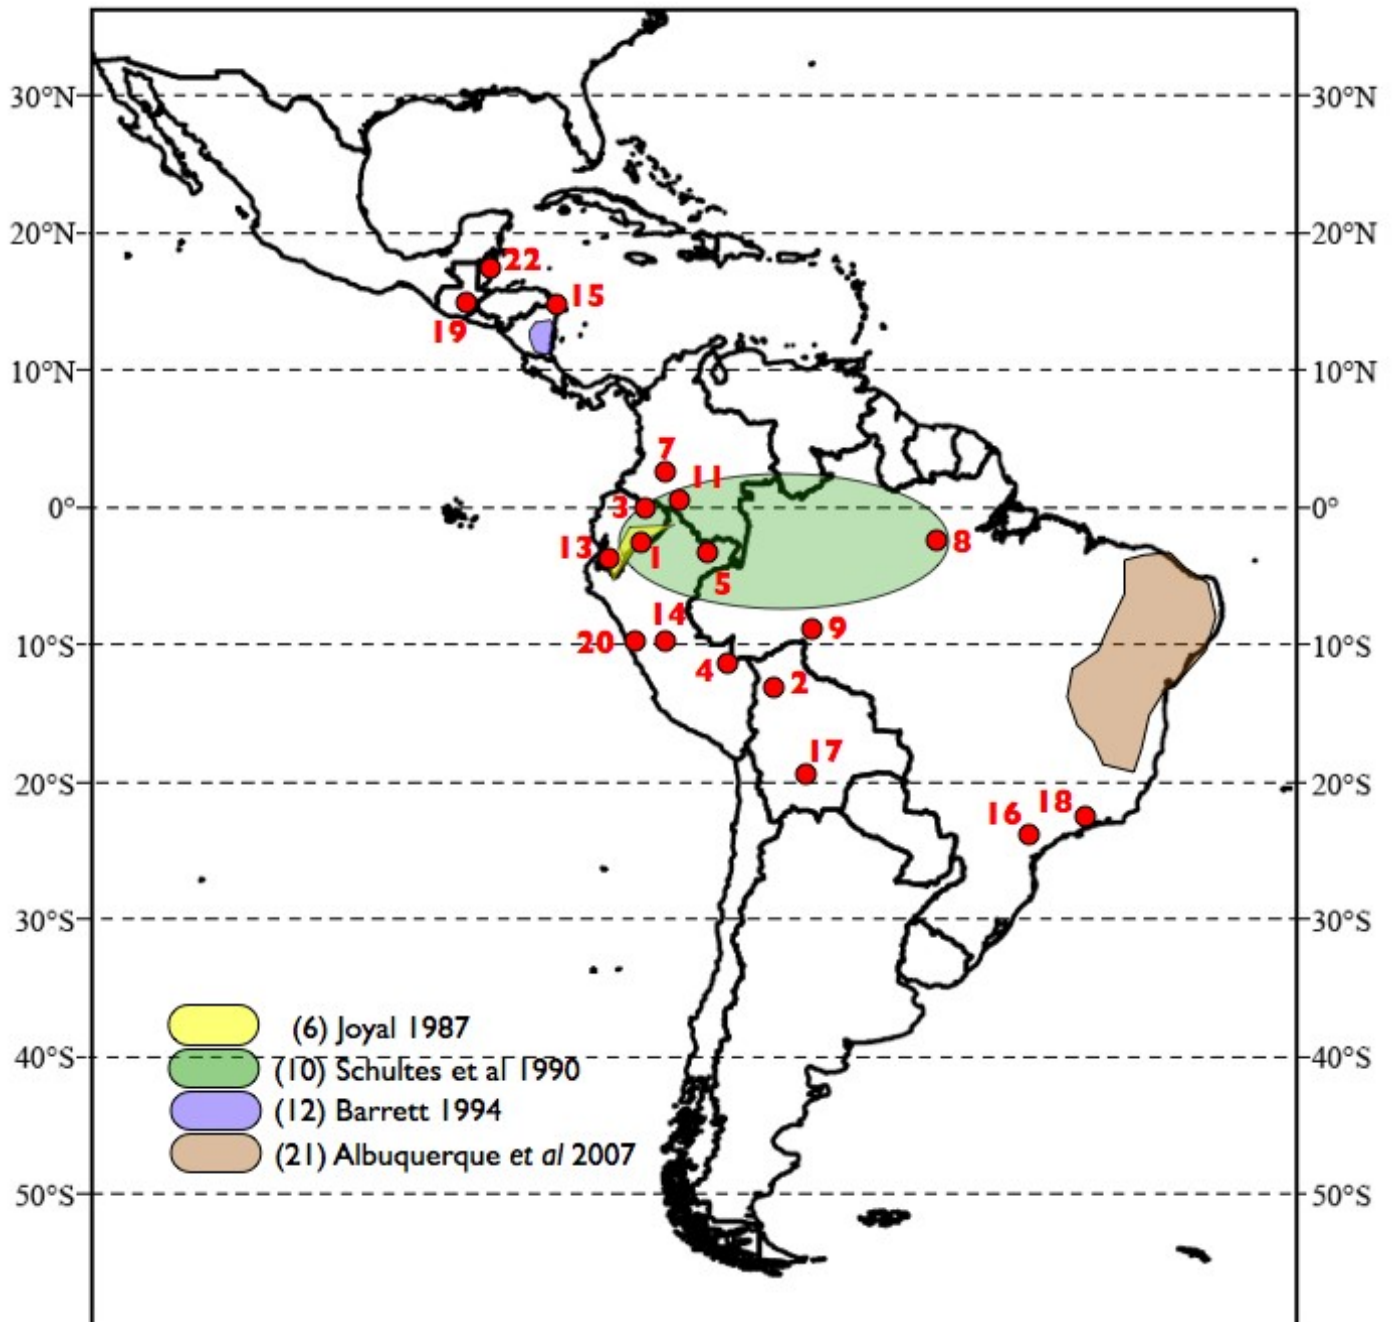 30°N 30°N
20°N 20°N
22
15
19
10°N 10°N
7
11
0° 3 0°
13 1 8
5
14
20 9
10°S 10°S
4
2
17
20°S 20°S
16 18
30°S 30°S
(6) Joyal 1987
40°S 40°S
(10) Schultes et al 1990
(12) Barrett 1994
(21) Albuquerque et al 2007
50°S 50°S